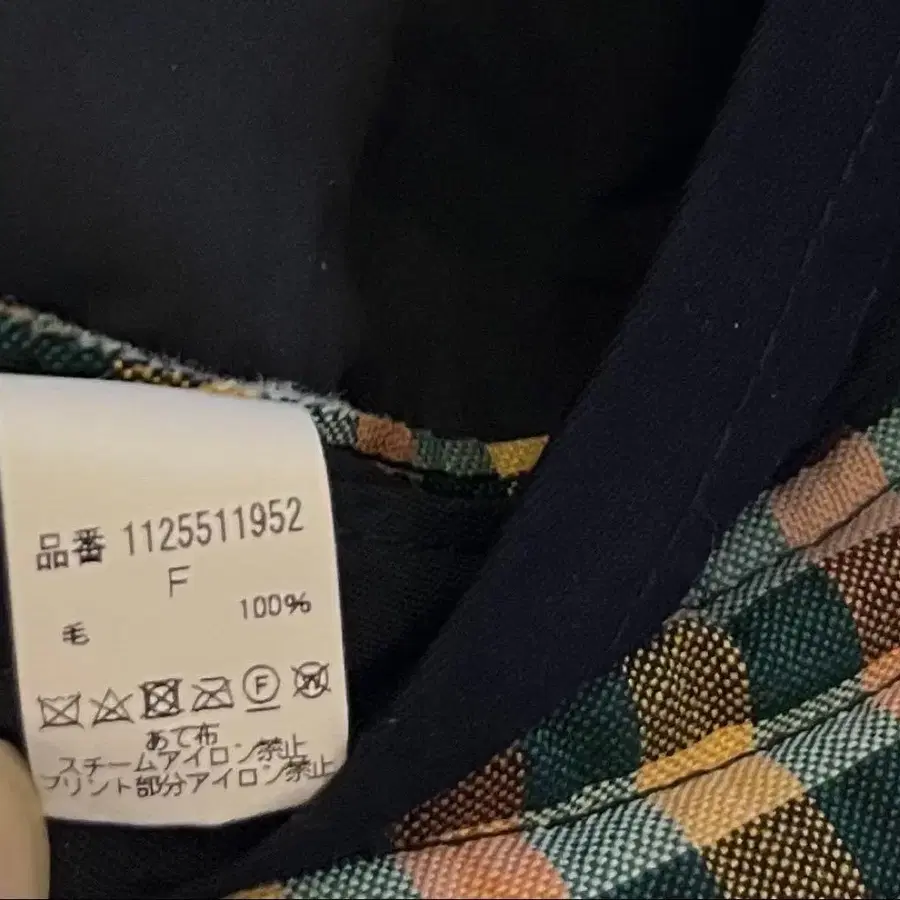 品番 1125511952
F
毛 100%
F W
あて布
スチームアイロン禁止
プリント部分アイロン禁止